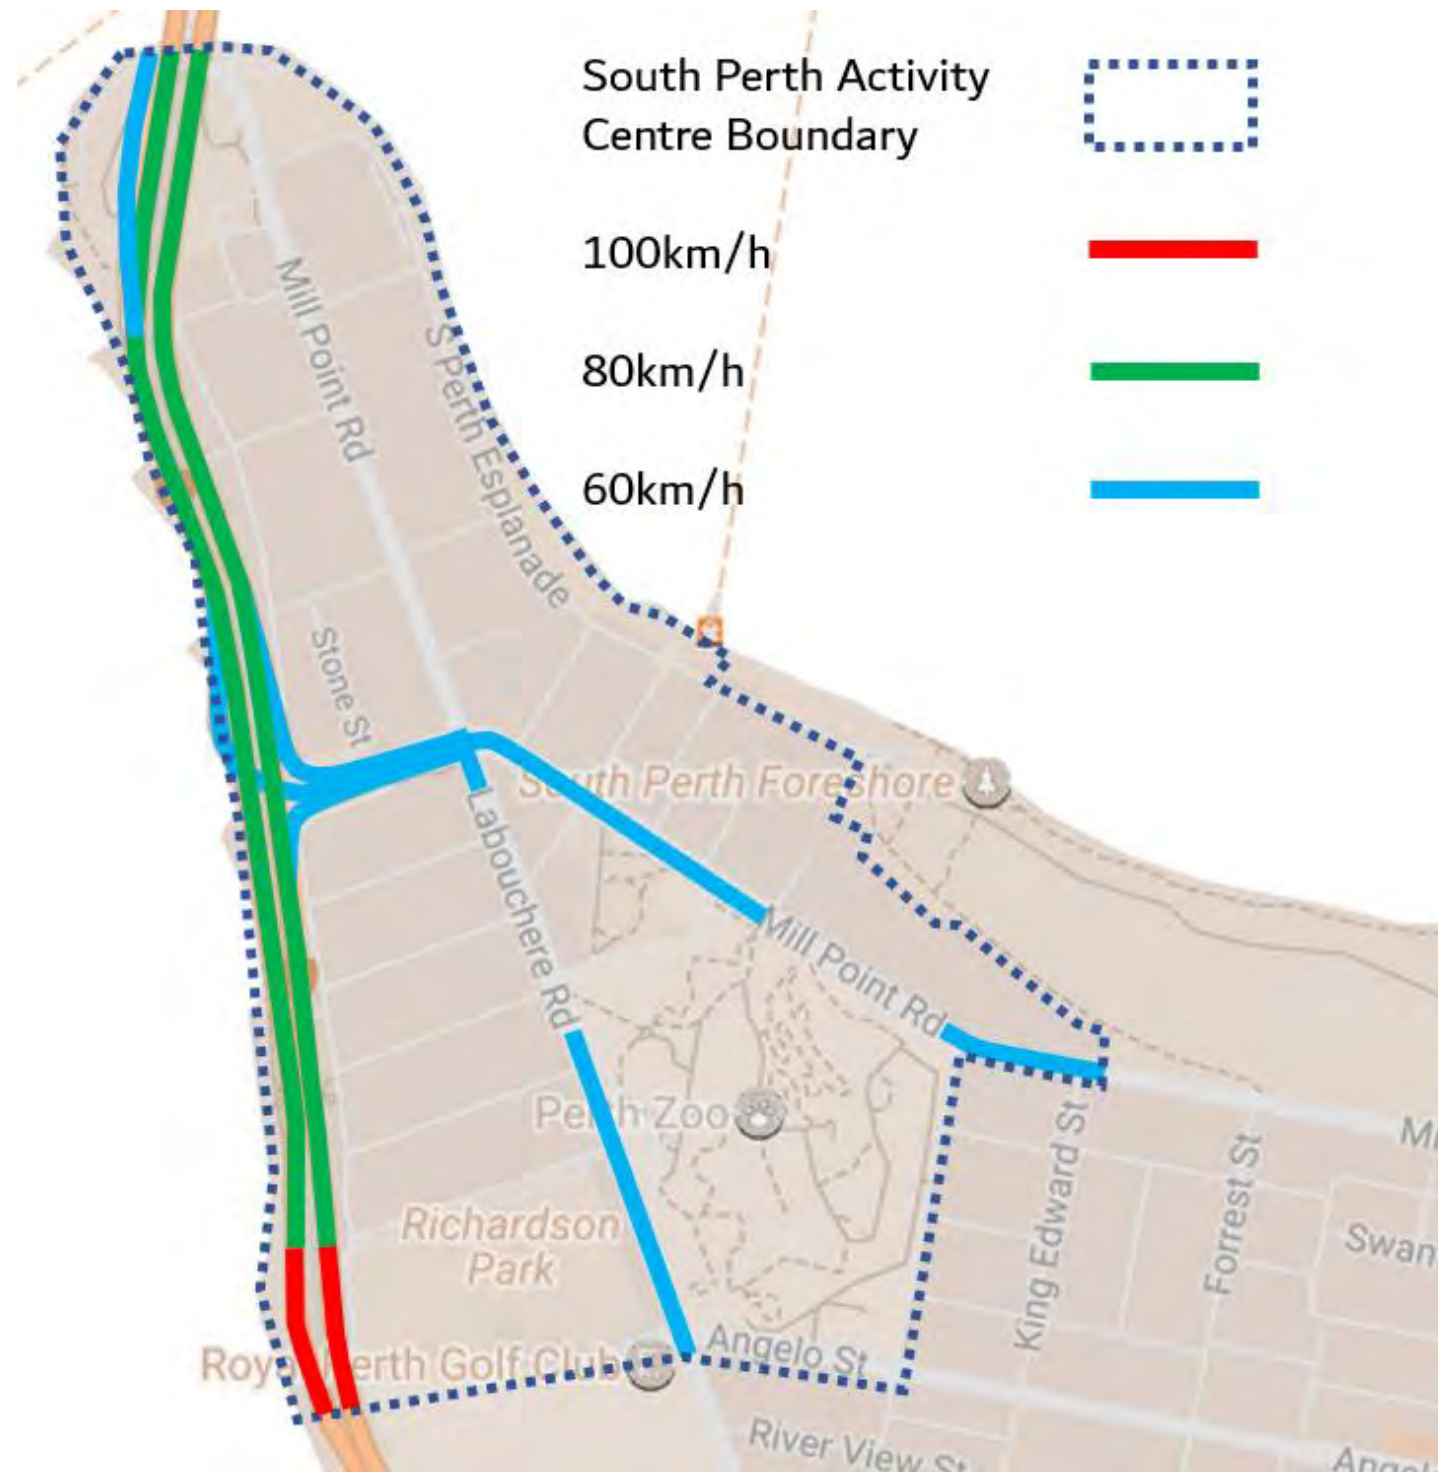 South Perth Activity
Centre Boundary
100km/h
80km/h
60km/h
Mill Point Rd
S Perth Esplanade
Stone St
South Perth Foreshore
Labouchere Rd
Mill Point Rd
Perth Zoo
Richardson
Park
King Edward St
Forrest St
Swan
Angelo St
Royal Perth Golf Club
River View St